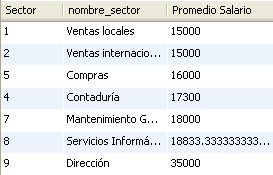 Sector nombre_sector Promedio Salario
1 Ventas locales 15000
2 Ventas internacio... 15000
5 Compras 16000
4 Contaduría 17300
7 Mantenimiento G... 18000
8 Servicios Informá... 18833.333333333...
9 Dirección 35000